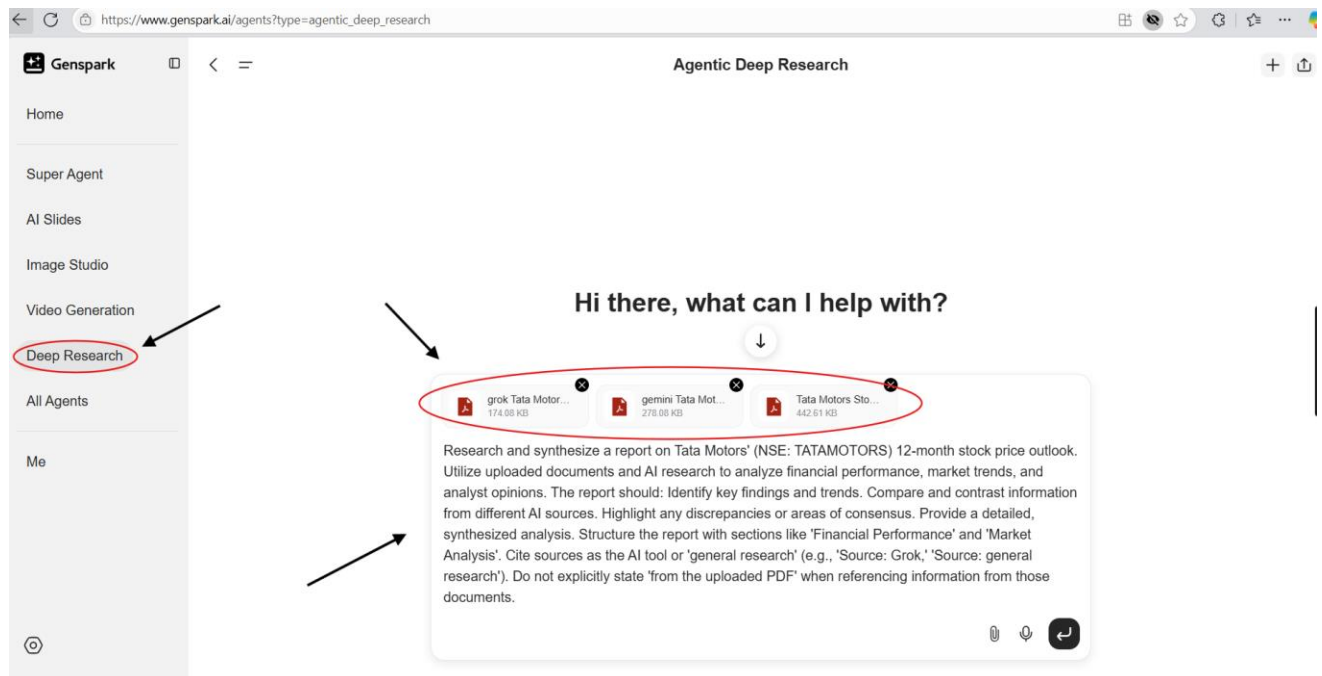 https://www.genspark.ai/agents?type=agentic_deep_research
Genspark
Agentic Deep Research
Home
Super Agent
AI Slides
Image Studio
Video Generation
Deep Research
All Agents
Me
Hi there, what can I help with?
grok Tata Motor...
174.08 KB
gemini Tata Mot...
278.08 KB
Tata Motors Sto...
442.61 KB
Research and synthesize a report on Tata Motors' (NSE: TATAMOTORS) 12-month stock price outlook.
Utilize uploaded documents and AI research to analyze financial performance, market trends, and
analyst opinions. The report should: Identify key findings and trends. Compare and contrast information
from different AI sources. Highlight any discrepancies or areas of consensus. Provide a detailed,
synthesized analysis. Structure the report with sections like 'Financial Performance' and 'Market
Analysis'. Cite sources as the AI tool or 'general research' (e.g., 'Source: Grok,' 'Source: general
research'). Do not explicitly state 'from the uploaded PDF' when referencing information from those
documents.